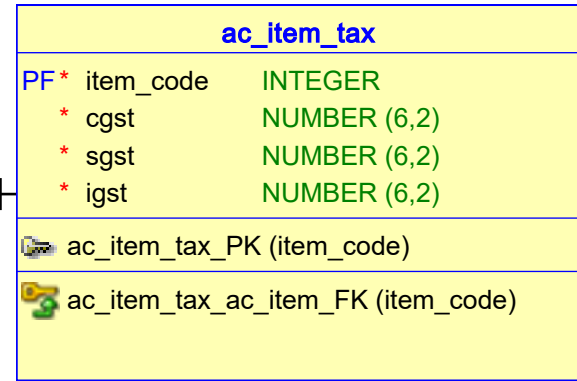 ac_item_tax
PF* item_code INTEGER
* cgst NUMBER (6,2)
* sgst NUMBER (6,2)
* igst NUMBER (6,2)
ac_item_tax_PK (item_code)
ac_item_tax_ac_item_FK (item_code)